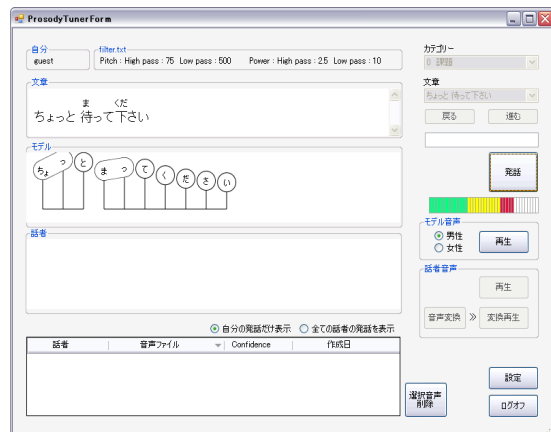 ProsodyTunerForm
自分
guest
filter.txt
Pitch : High pass : 75 Low pass : 500 Power : High pass : 2.5 Low pass : 10
カテゴリー
0 課題
文章
ま くだ
ちょっと 待って下さい
文章
ちょっと 待って下さい
戻る 進む
モデル
ちょ っ と ま っ て く だ さ い
発話
モデル音声
男性
女性
再生
話者
話者音声
再生
音声変換 ≫ 変換再生
自分の発話だけ表示 全ての話者の発話を表示
話者 音声ファイル Confidence 作成日
選択音声
削除
設定
ログオフ